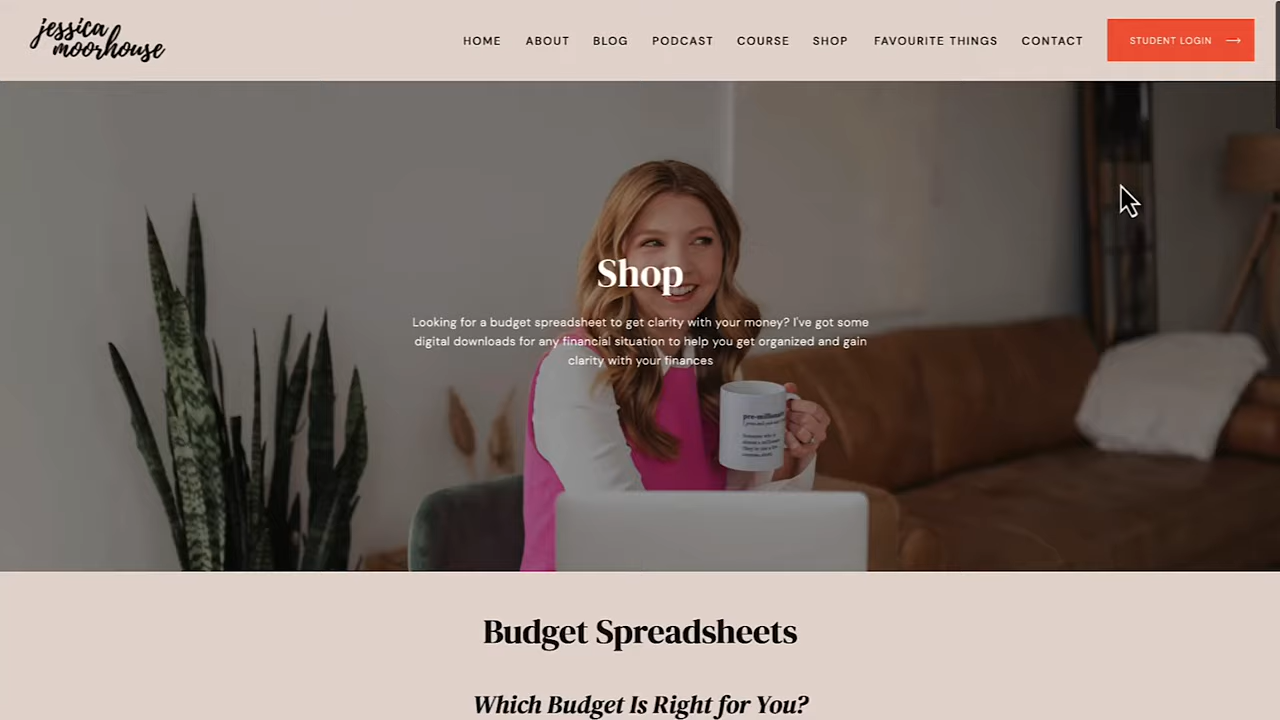 jessica
moorhouse
HOME ABOUT BLOG PODCAST COURSE SHOP FAVOURITE THINGS CONTACT STUDENT LOGIN
Shop
Looking for a budget spreadsheet to get clarity with your money? I've got some
digital downloads for any financial situation to help you get organized and gain
clarity with your finances
Budget Spreadsheets
Which Budget Is Right for You?